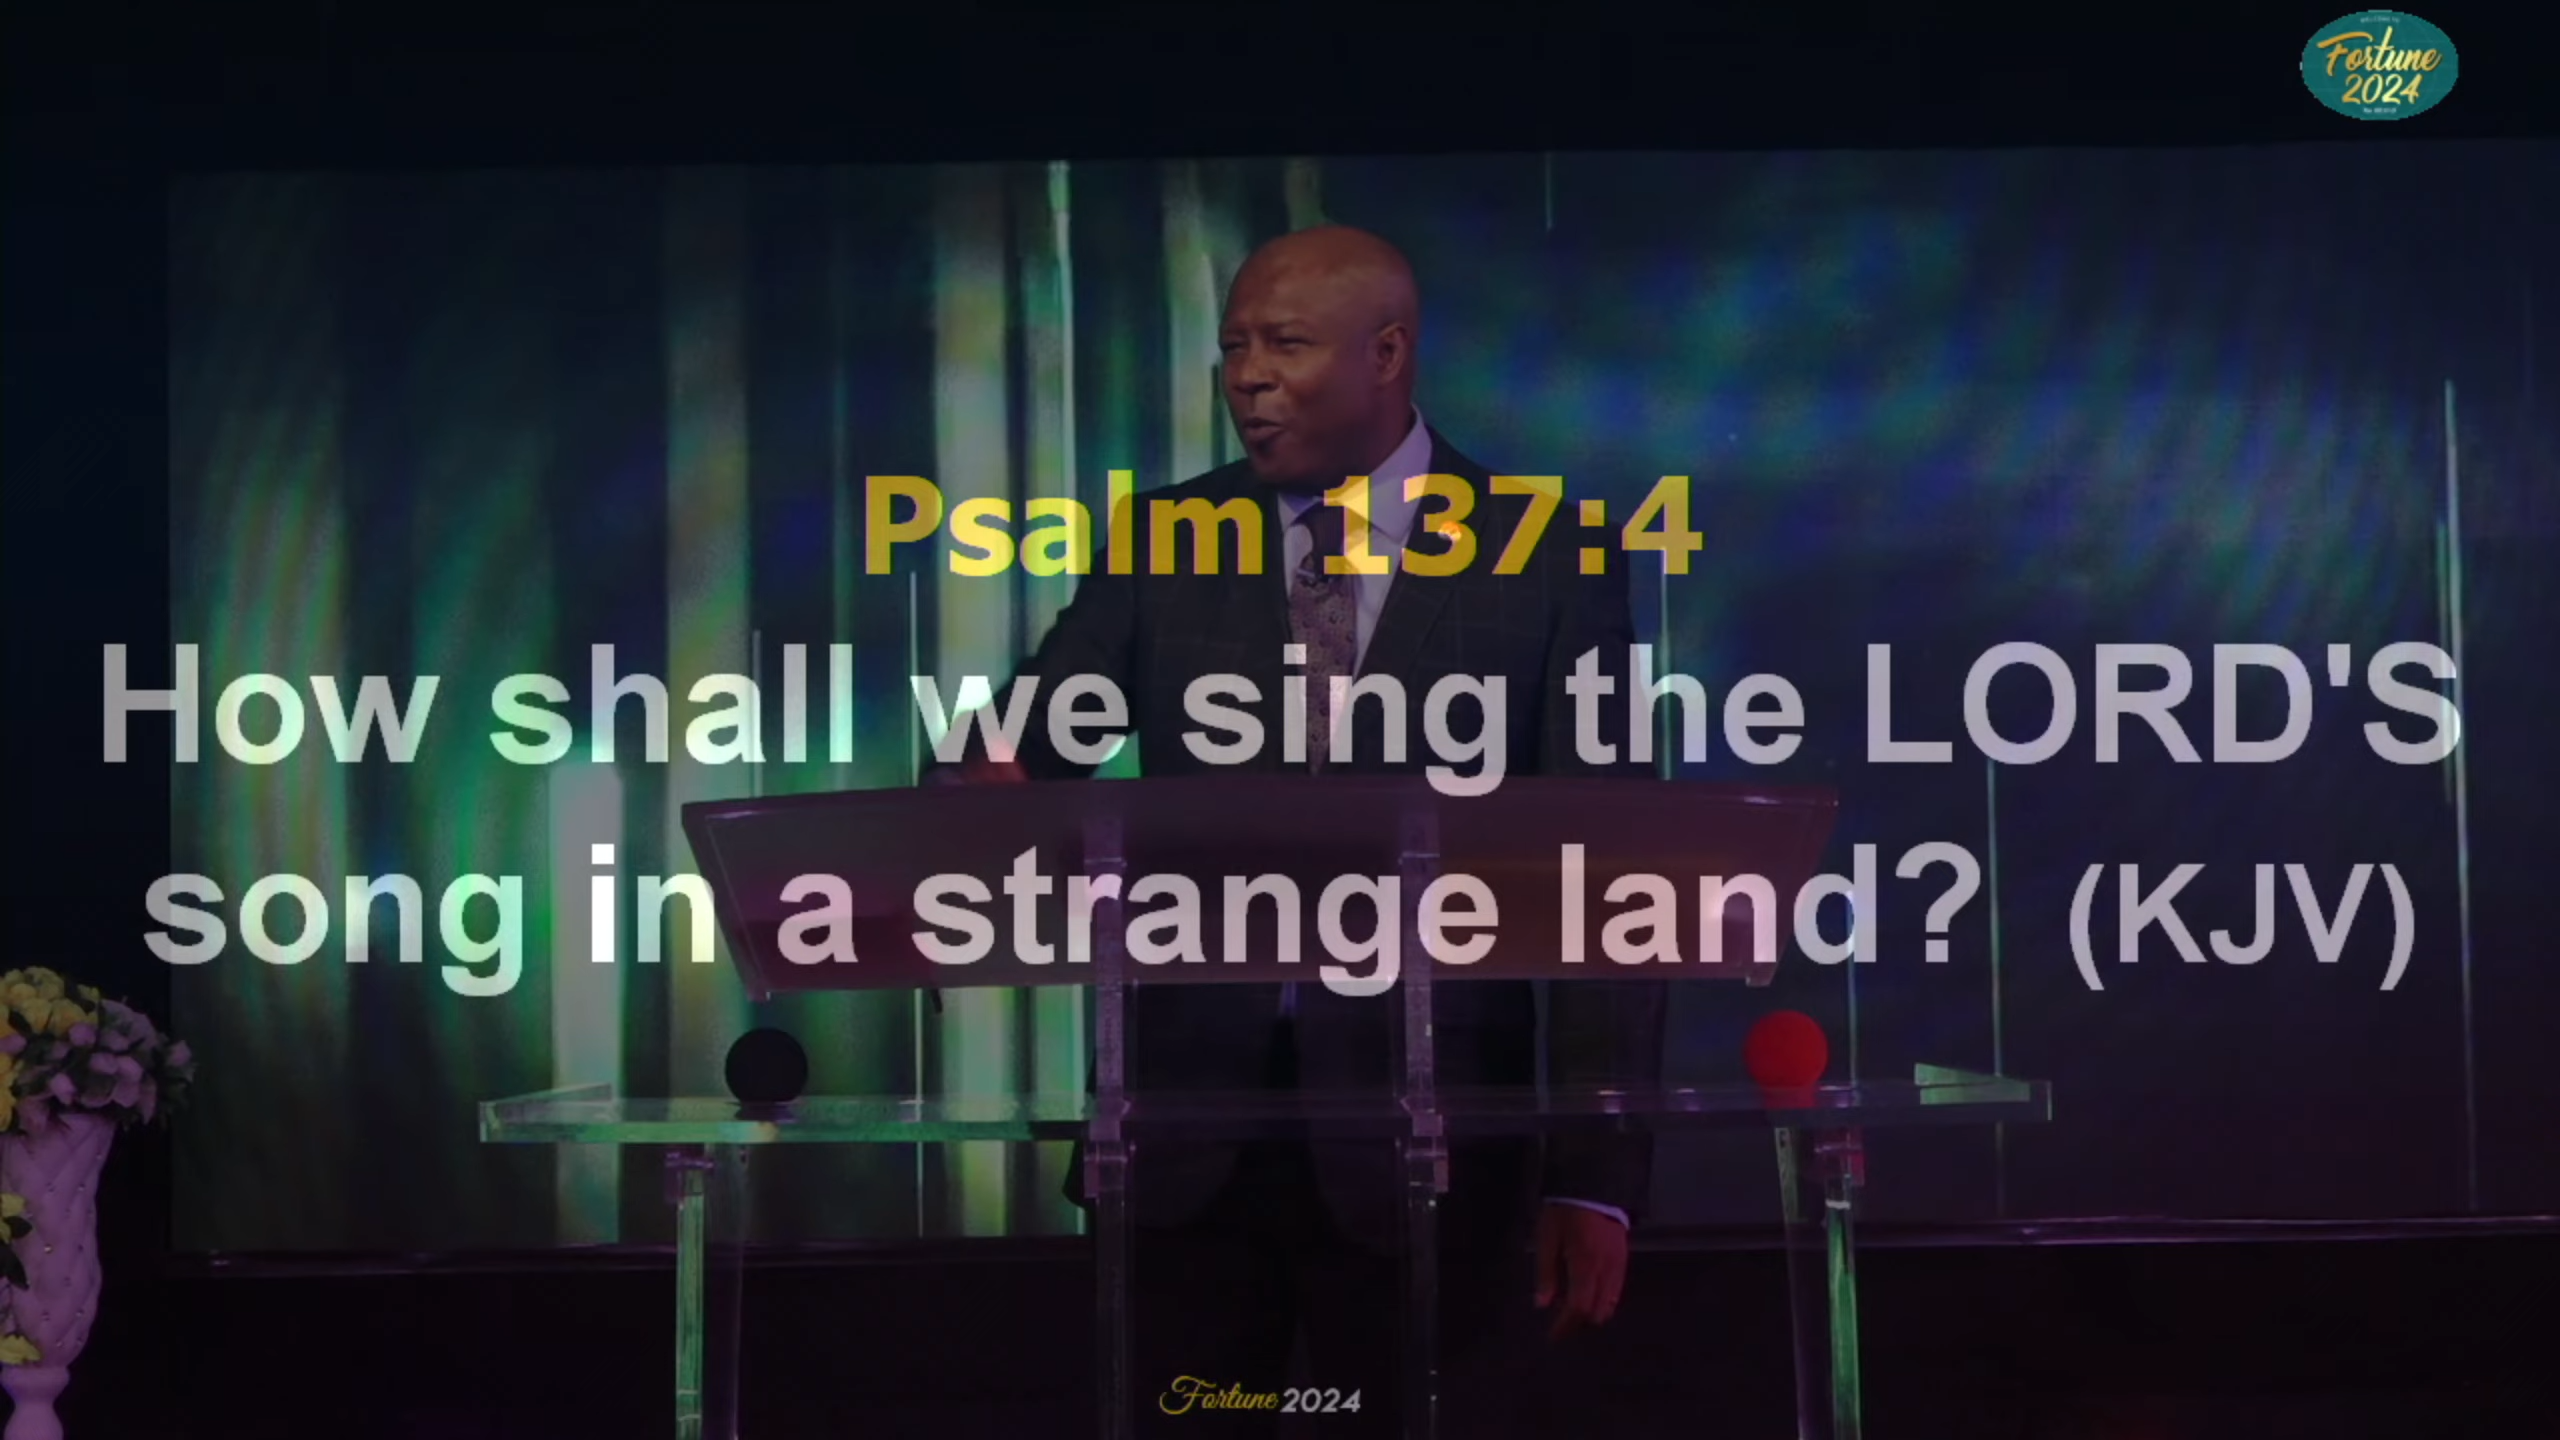 Fortune
2024
Psalm 137:4
How shall we sing the LORD'S
song in a strange land? (KJV)
Fortune 2024